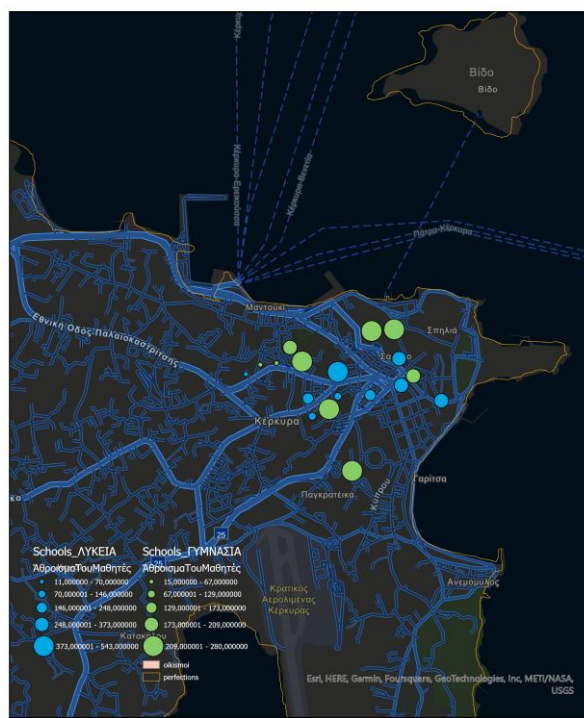 Βίδο
Βίδο
Κέρκυρα-Ερεικούσσα
Κέρκυρα-Βενετία
Πάτρα-Κέρκυρα
Μαντούκι
Σπηλιά
Εθνική Οδός Παλαιοκαστρίτσης
Κέρκυρα
Γαρίτσα
Παγκρατέικα
Κύπρου
25
Ανεμόμυλος
Κρατικός
Αερολιμένας
Κέρκυρας
Schools_ΛΥΚΕΙΑ
ΆθροισμαΤουΜαθητές
11,000000 - 70,000000
70,000001 - 146,000000
146,000001 - 248,000000
248,000001 - 373,000000
373,000001 - 543,000000
Schools_ΓΥΜΝΑΣΙΑ
ΆθροισμαΤουΜαθητές
15,000000 - 67,000000
67,000001 - 129,000000
129,000001 - 173,000000
173,000001 - 209,000000
209,000001 - 280,000000
oikismoi
perfections
25
Esri, HERE, Garmin, Foursquare, GeoTechnologies, Inc, METI/NASA,
USGS